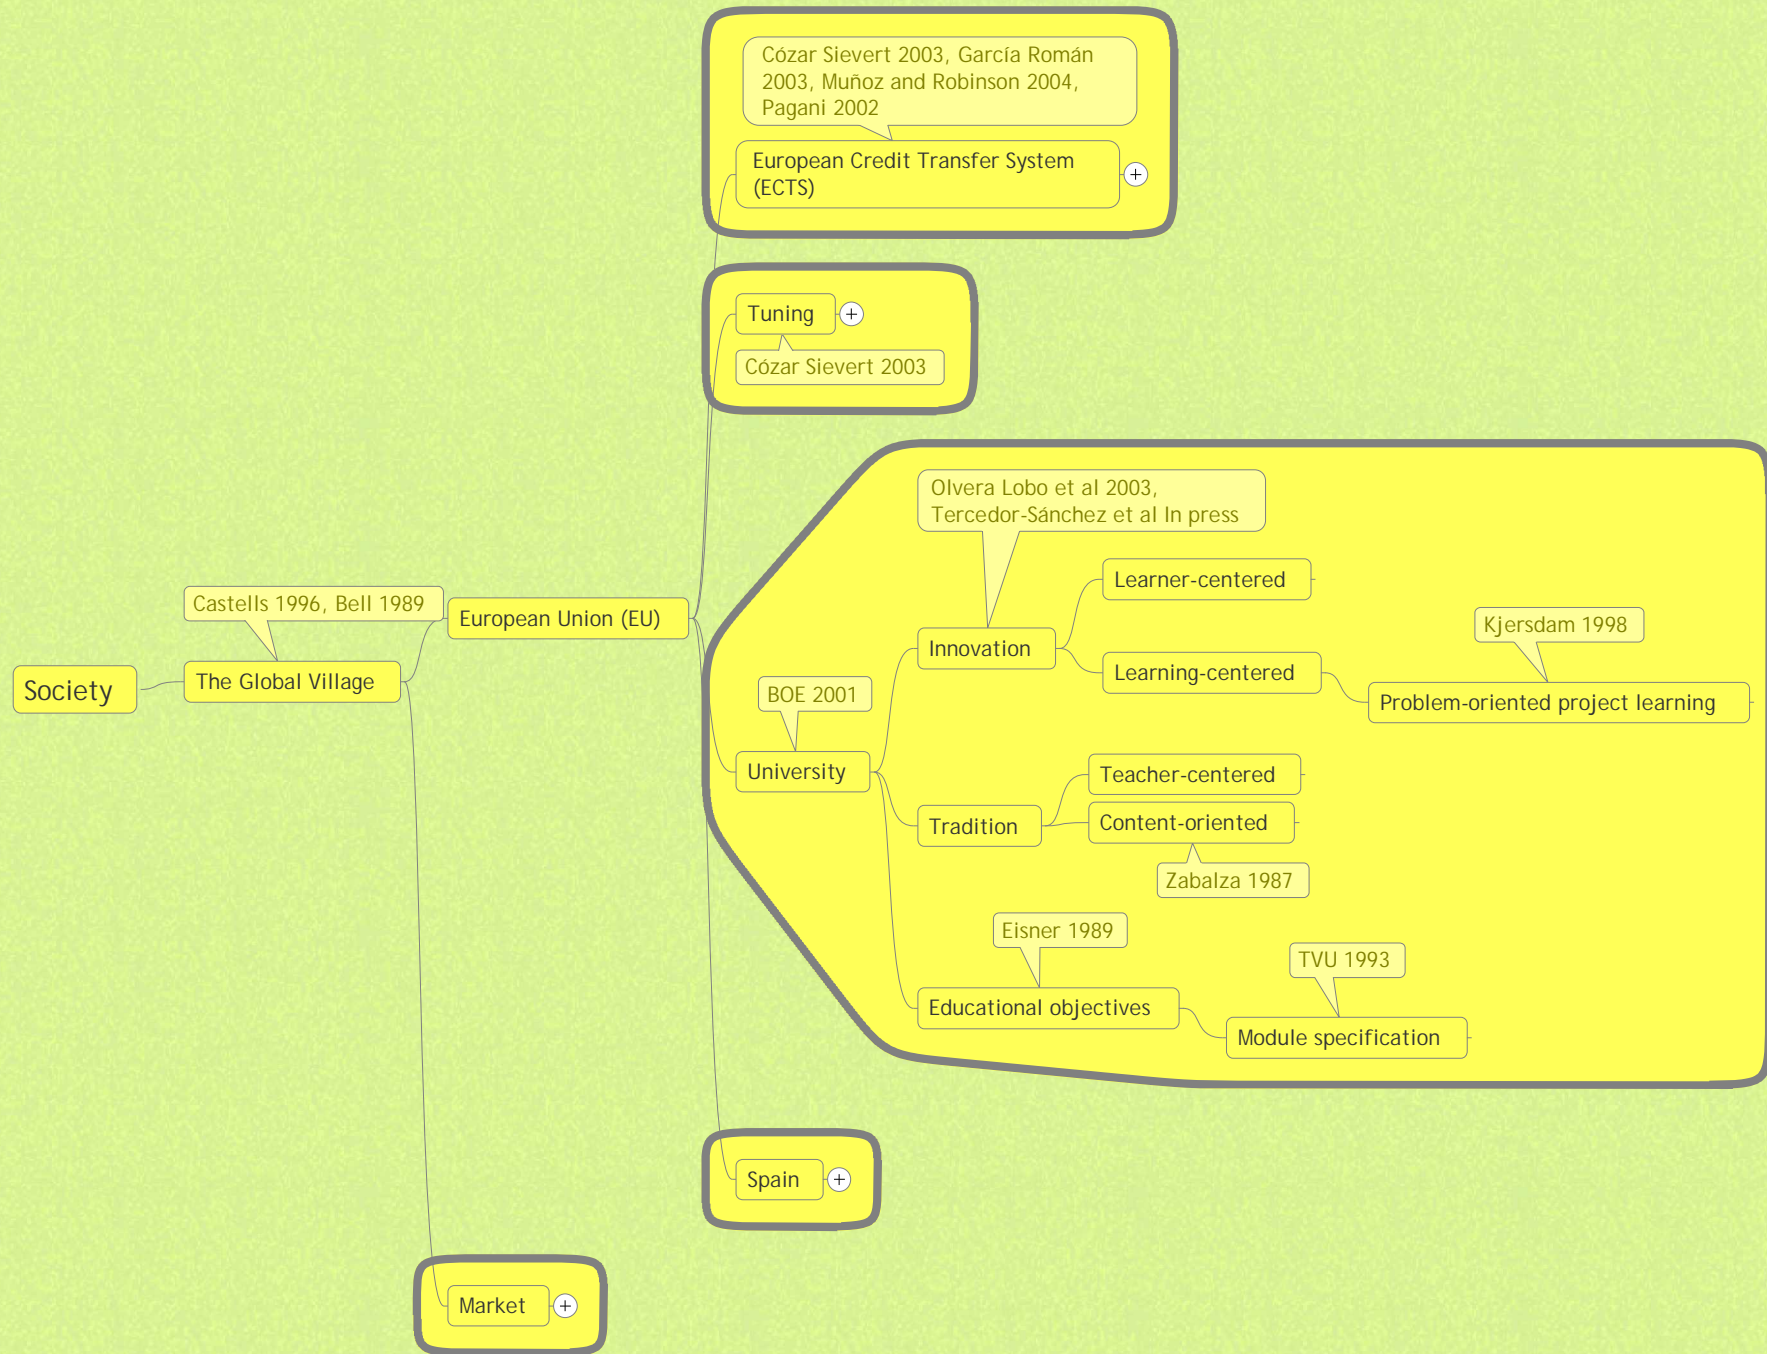 Cózar Sievert 2003, García Román
2003, Muñoz and Robinson 2004,
Pagani 2002
European Credit Transfer System
(ECTS)
Tuning
Cózar Sievert 2003
Olvera Lobo et al 2003,
Tercedor-Sánchez et al In press
Learner-centered
Castells 1996, Bell 1989
European Union (EU)
Kjersdam 1998
Innovation
Learning-centered
Society
The Global Village
BOE 2001
Problem-oriented project learning
University
Teacher-centered
Tradition
Content-oriented
Zabalza 1987
Eisner 1989
TVU 1993
Educational objectives
Module specification
Spain
Market